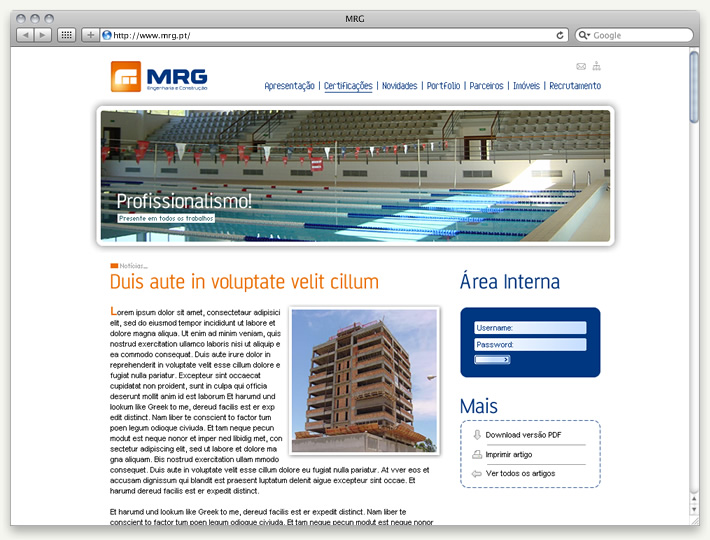 MRG
http://www.mrg.pt/
Google
MRG
Engenharia e Construção
Apresentação | Certificações | Novidades | Portfolio | Parceiros | Imóveis | Recrutamento
Profissionalismo!
Presente em todos os trabalhos
Notícias...
Duis aute in voluptate velit cillum
Lorem ipsum dolor sit amet, consectetaur adipisici
elit, sed do eiusmod tempor incididunt ut labore et
dolore magna aliqua. Ut enim ad minim veniam, quis
nostrud exercitation ullamco laboris nisi ut aliquip e
ea commodo consequat. Duis aute irure dolor in
reprehenderit in voluptate velit esse cillum dolore e
fugiat nulla pariatur. Excepteur sint occaecat
cupidatat non proident, sunt in culpa qui officia
deserunt mollit anim id est laborum Et harumd und
lookum like Greek to me, dereud facilis est er exp
edit distinct. Nam liber te conscient to factor tum
poen legum odioque civiuda. Et tam neque pecun
modut est neque nonor et imper ned libidig met, con
sectetur adipiscing elit, sed ut labore et dolore ma
gna aliquam. Bis nostrud exercitation ullam mmodo
consequet. Duis aute in voluptate velit esse cillum dolore eu fugiat nulla pariatur. At vver eos et
accusam dignissum qui blandit est praesent luptatum delenit aigue excepteur sint occae. Et
harumd dereud facilis est er expedit distinct.
Et harumd und lookum like Greek to me, dereud facilis est er expedit distinct. Nam liber te
conscient to factor tum poen legum odioque civiuda. Et tam neque pecun modut est neque nonor
Área Interna
Username:
Password:
Mais
Download versão PDF
Imprimir artigo
Ver todos os artigos